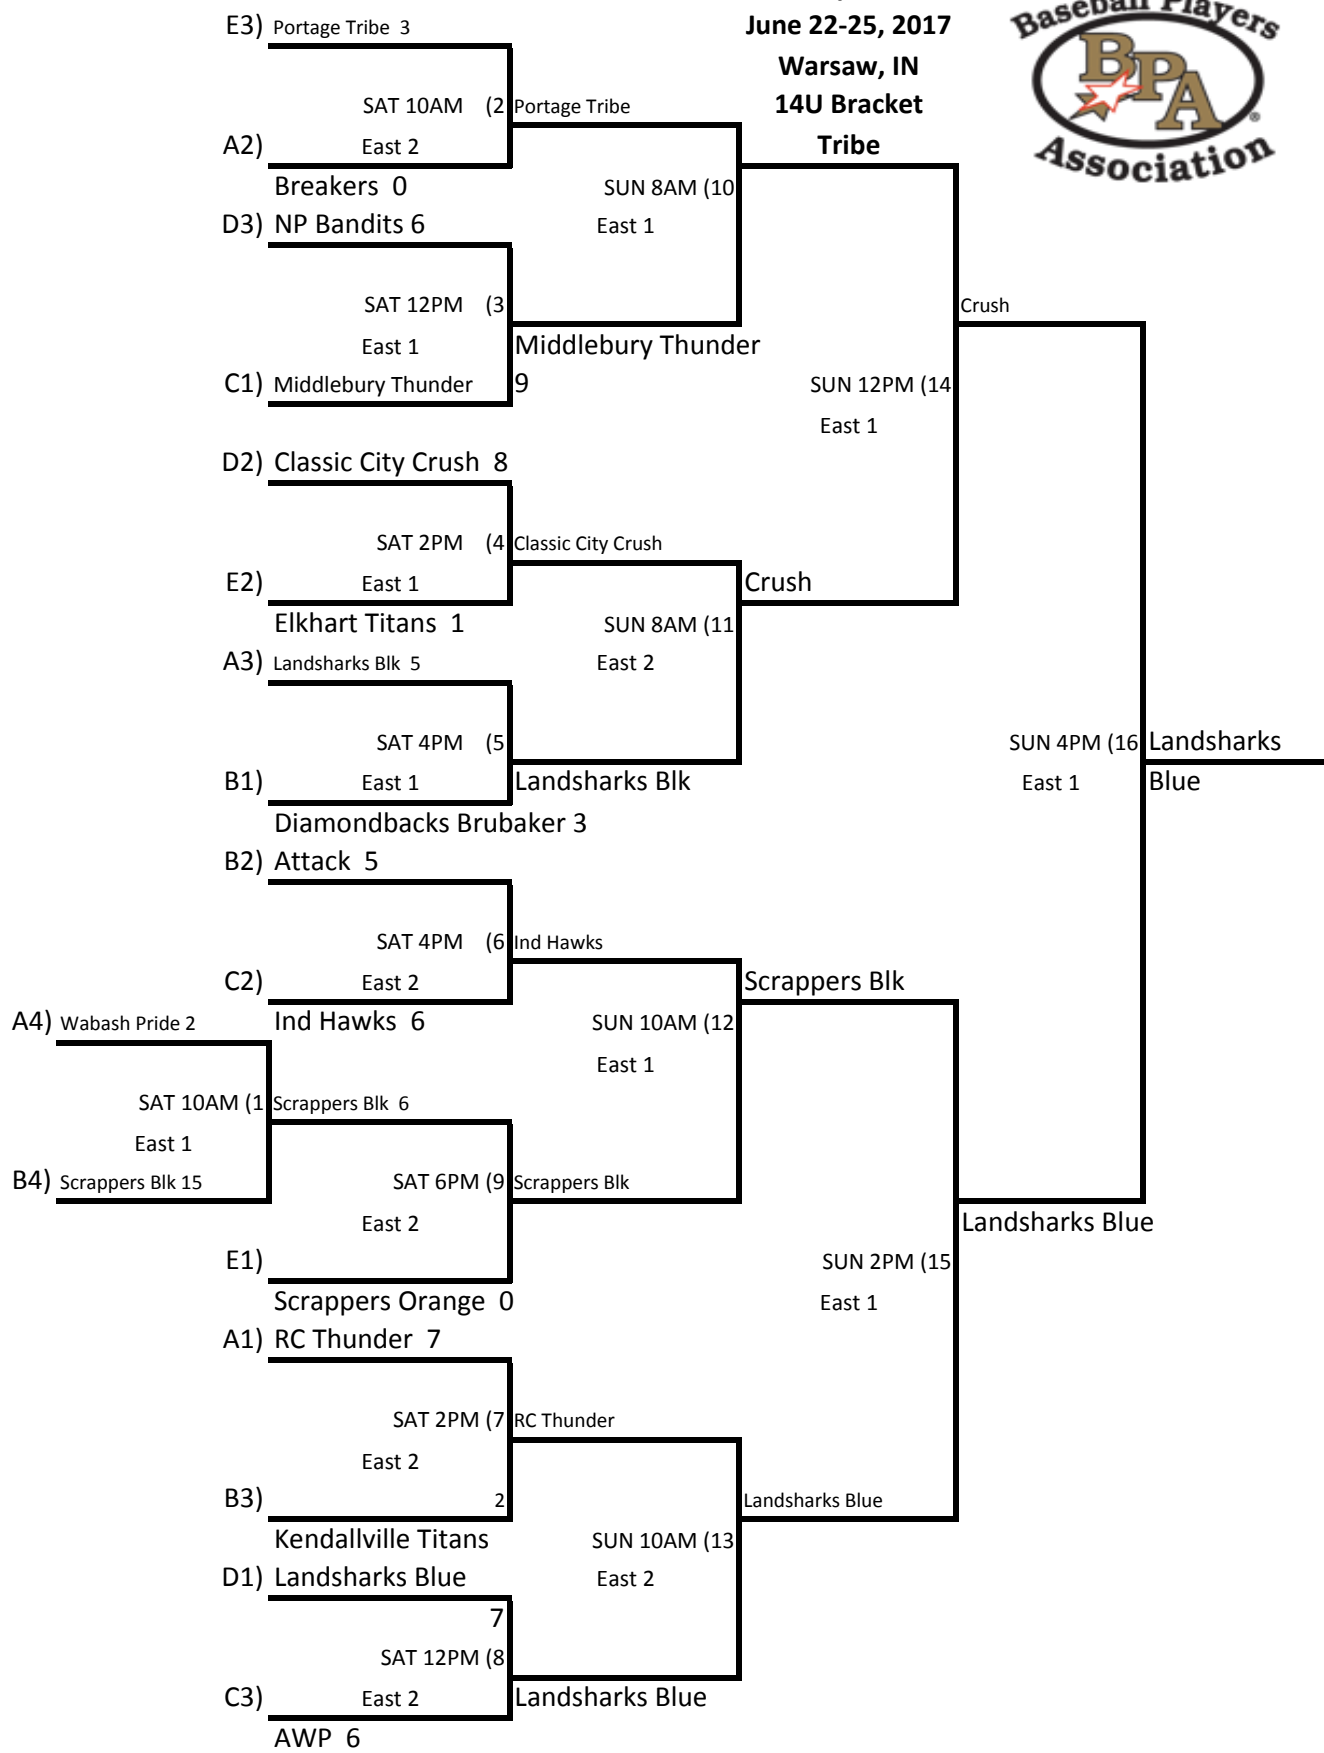 E3) Portage Tribe 3
June 22-25, 2017
Warsaw, IN
14U Bracket
Tribe
Baseball Players
BPA
®
Association
SAT 10AM (2 Portage Tribe
A2) East 2
Breakers 0
SUN 8AM (10
D3) NP Bandits 6
East 1
SAT 12PM (3
Crush
East 1
Middlebury Thunder
C1) Middlebury Thunder 9
SUN 12PM (14
East 1
D2) Classic City Crush 8
SAT 2PM (4 Classic City Crush
E2) East 1
Crush
Elkhart Titans 1
SUN 8AM (11
A3) Landsharks Blk 5
East 2
SAT 4PM (5
SUN 4PM (16 Landsharks
B1) East 1
Landsharks Blk
East 1
Blue
Diamondbacks Brubaker 3
B2) Attack 5
SAT 4PM (6 Ind Hawks
C2) East 2
Scrappers Blk
A4) Wabash Pride 2
Ind Hawks 6
SUN 10AM (12
East 1
SAT 10AM (1 Scrappers Blk 6
East 1
B4) Scrappers Blk 15
SAT 6PM (9 Scrappers Blk
East 2
Landsharks Blue
E1)
SUN 2PM (15
Scrappers Orange 0
East 1
A1) RC Thunder 7
SAT 2PM (7 RC Thunder
East 2
B3) 2
Landsharks Blue
Kendallville Titans
SUN 10AM (13
D1) Landsharks Blue
East 2
7
SAT 12PM (8
C3) East 2
Landsharks Blue
AWP 6